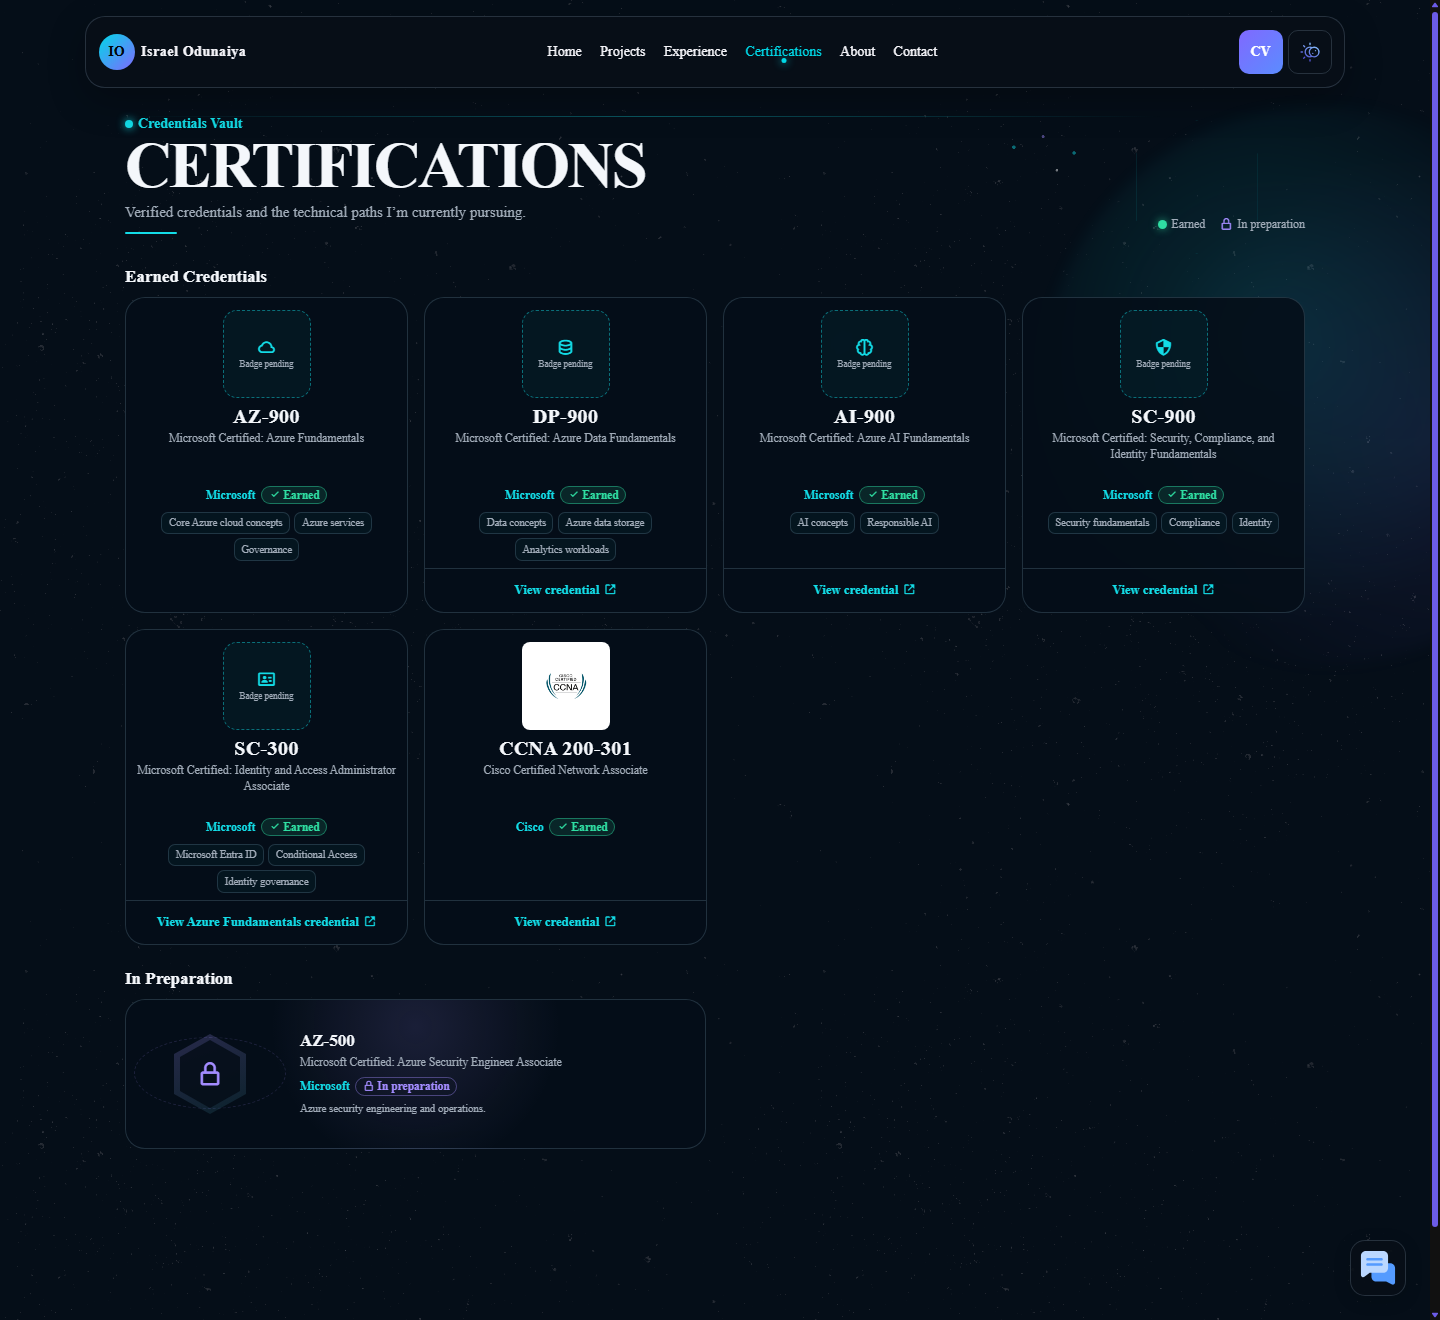 IO Israel Odunaiya
Home Projects Experience Certifications About Contact
CV
Credentials Vault
CERTIFICATIONS
Verified credentials and the technical paths I’m currently pursuing.
Earned In preparation
Earned Credentials
Badge pending
AZ-900
Microsoft Certified: Azure Fundamentals
Microsoft Earned
Core Azure cloud concepts Azure services
Governance
Badge pending
DP-900
Microsoft Certified: Azure Data Fundamentals
Microsoft Earned
Data concepts Azure data storage
Analytics workloads
View credential
Badge pending
AI-900
Microsoft Certified: Azure AI Fundamentals
Microsoft Earned
AI concepts Responsible AI
View credential
Badge pending
SC-900
Microsoft Certified: Security, Compliance, and
Identity Fundamentals
Microsoft Earned
Security fundamentals Compliance Identity
View credential
Badge pending
SC-300
Microsoft Certified: Identity and Access Administrator
Associate
Microsoft Earned
Microsoft Entra ID Conditional Access
Identity governance
View Azure Fundamentals credential
CISCO
CERTIFIED
CCNA
CCNA 200-301
Cisco Certified Network Associate
Cisco Earned
View credential
In Preparation
AZ-500
Microsoft Certified: Azure Security Engineer Associate
Microsoft In preparation
Azure security engineering and operations.